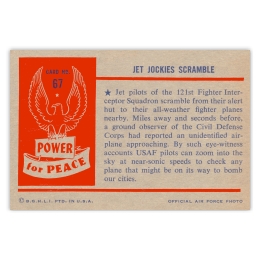 CARD NO.
67
POWER
for PEACE
JET JOCKIES SCRAMBLE
★ Jet pilots of the 121st Fighter Inter-
ceptor Squadron scramble from their alert
hut to their all-weather fighter planes
nearby. Miles away and seconds before,
a ground observer of the Civil Defense
Corps had reported an unidentified air-
plane approaching. By such eye-witness
accounts USAF pilots can zoom into the
sky at near-sonic speeds to check any
plane that might be on its way to bomb
our cities.
PTD. IN U.S.A.
OFFICIAL AIR FORCE PHOTO